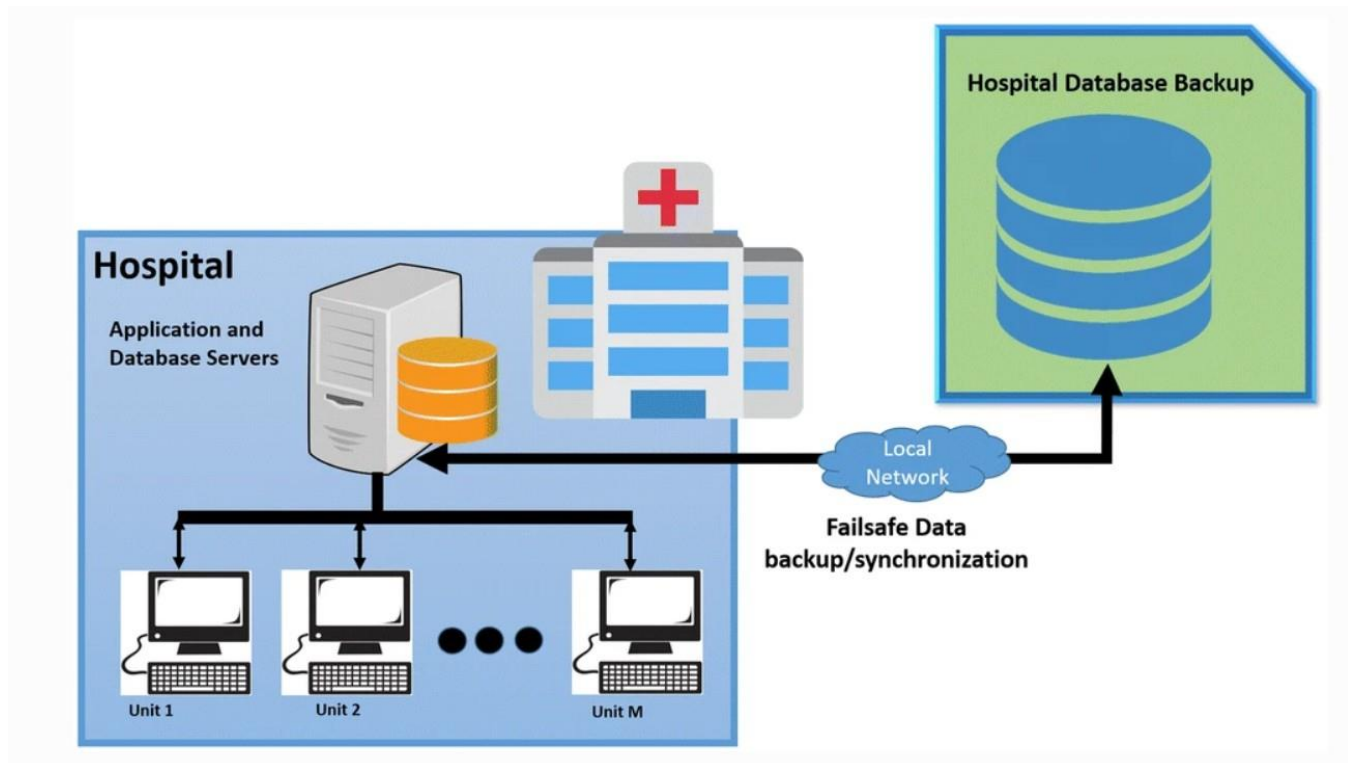 Hospital Database Backup
Hospital
Application and
Database Servers
Local
Network
Failsafe Data
backup/synchronization
Unit 1
Unit 2
Unit M